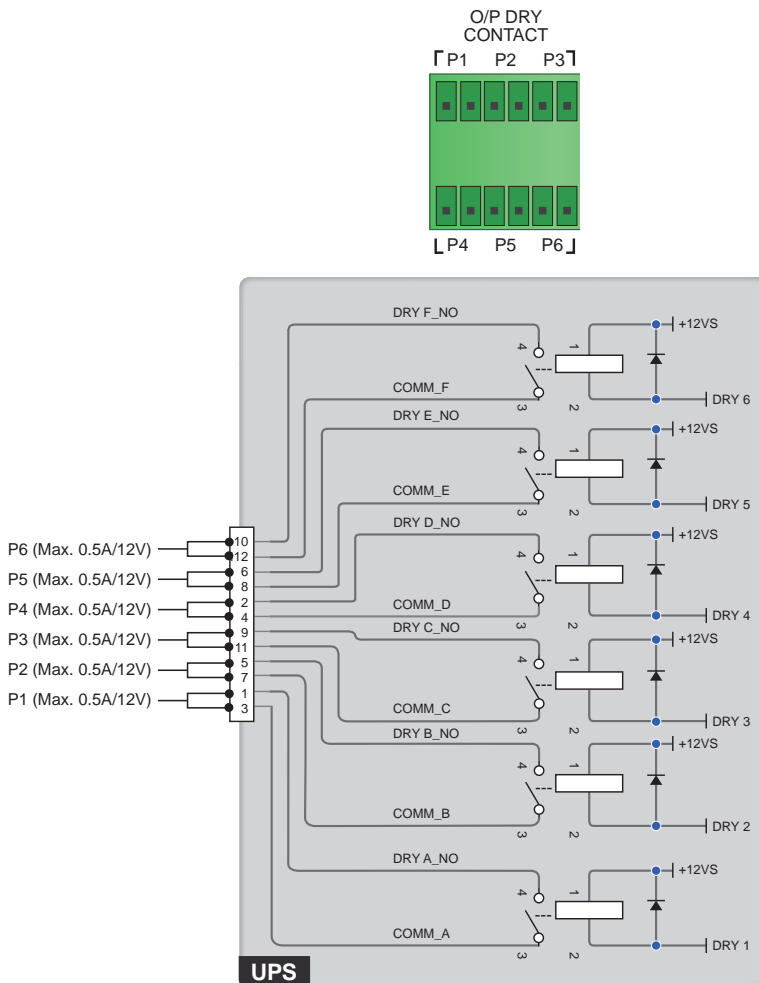 O/P DRY
CONTACT
P1 P2 P3
P4 P5 P6
DRY F_NO
4 1 +12VS
COMM_F
3 2 DRY 6
DRY E_NO
4 1 +12VS
COMM_E
3 2 DRY 5
DRY D_NO
4 1 +12VS
COMM_D
3 2 DRY 4
DRY C_NO
4 1 +12VS
COMM_C
3 2 DRY 3
DRY B_NO
4 1 +12VS
COMM_B
3 2 DRY 2
DRY A_NO
4 1 +12VS
COMM_A
3 2 DRY 1
P6 (Max. 0.5A/12V) 10
12
P5 (Max. 0.5A/12V) 6
8
P4 (Max. 0.5A/12V) 2
4
P3 (Max. 0.5A/12V) 9
11
P2 (Max. 0.5A/12V) 5
7
P1 (Max. 0.5A/12V) 1
3
UPS